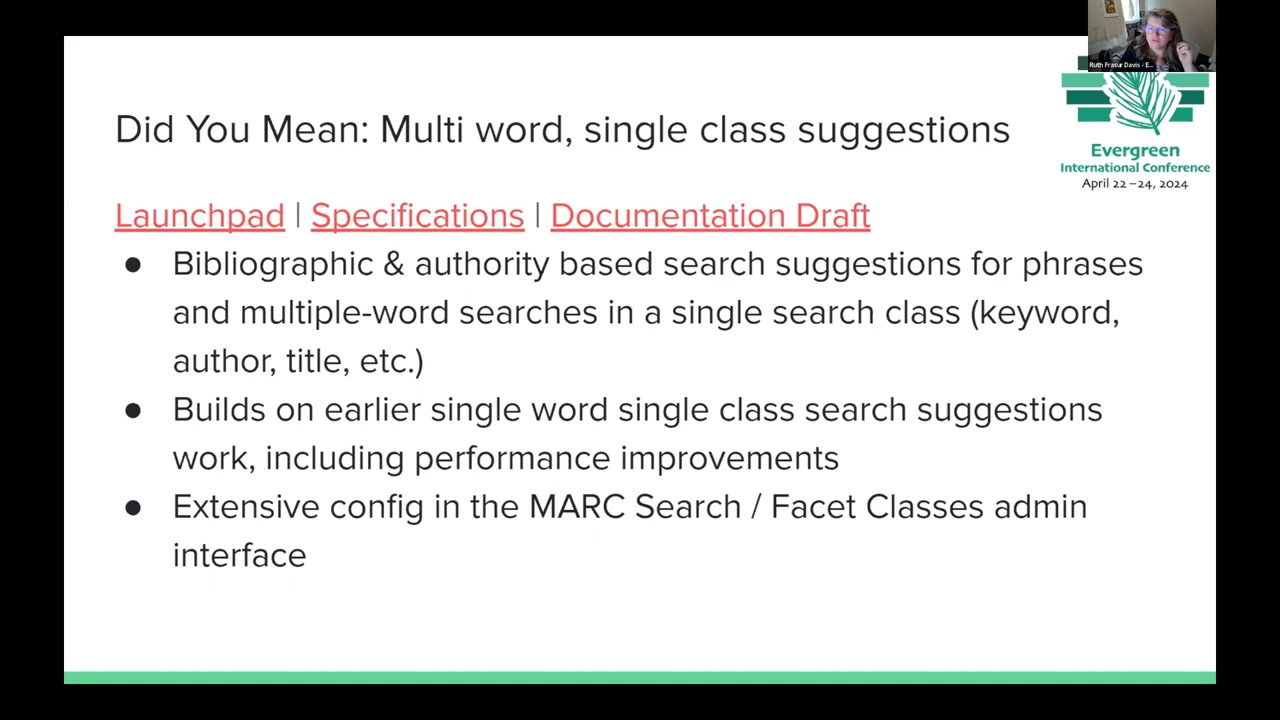 Ruth Frasur Davis - E...
Did You Mean: Multi word, single class suggestions
Evergreen
International Conference
April 22–24, 2024
Launchpad | Specifications | Documentation Draft
● Bibliographic & authority based search suggestions for phrases
and multiple-word searches in a single search class (keyword,
author, title, etc.)
● Builds on earlier single word single class search suggestions
work, including performance improvements
● Extensive config in the MARC Search / Facet Classes admin
interface